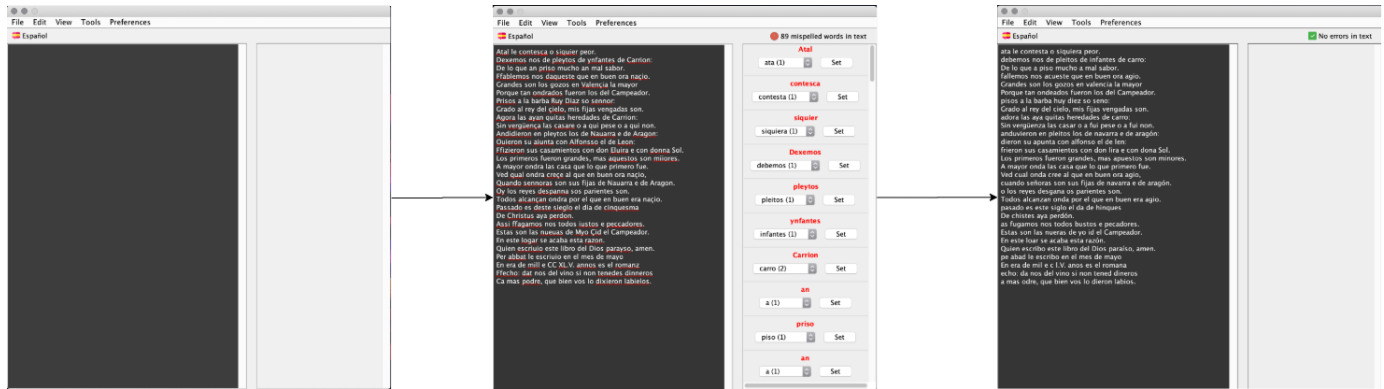 File Edit View Tools Preferences
Español
File Edit View Tools Preferences
Español
89 mispelled words in text
Atal le contesca o siquier peor.
Dexemos nos de pleytos de ynfantes de Carrion:
De lo que an priso mucho an mal sabor.
Ffablemos nos daqueste que en buen ora naçio.
Grandes son los gozos en Valençia la mayor
Porque tan ondrados fueron los del Campeador.
Prisos a la barba Ruy Diaz so sennor:
Grado al rey del çielo, mis fijas vengadas son.
Agora las ayan quitas heredades de Carrion:
Sin vergüença las casare o a qui pese o a qui non.
Andidieron en pleytos los de Nauarra e de Aragon:
Ouieron su aiunta con Alfonsso el de Leon:
Ffizieron sus casamientos con don Eluira e con donna Sol.
Los primeros fueron grandes, mas aquestos son miiores.
A mayor ondra las casa que lo que primero fue.
Ved qual ondra creçe al que en buen ora naçio,
Quando sennoras son sus fijas de Nauarra e de Aragon.
Oy los reyes despanna sos parientes son.
Todos alcançan ondra por el que en buen era naçio.
Passado es deste sieglo el dia de cinquesma
De Christus aya perdon.
Assi ffagamos nos todos iustos e peccadores.
Estas son las nueuas de Myo Çid el Campeador.
En este logar se acaba esta razon.
Quien escriuio este libro del Dios parayso, amen.
Per abbat le escriuio en el mes de mayo
En era de mill e CC XL.V. annos es el romanz
Ffecho: dat nos del vino si non tenedes dinneros
Ca mas podre, que bien vos lo dixieron labielos.
Atal
ata (1) Set
contesca
contesta (1) Set
siquier
siquiera (1) Set
Dexemos
debemos (1) Set
pleytos
pleitos (1) Set
ynfantes
infantes (1) Set
Carrion
carro (2) Set
an
a (1) Set
priso
piso (1) Set
an
a (1) Set
File Edit View Tools Preferences
Español
No errors in text
ata le contesta o siquiera peor.
debemos nos de pleitos de infantes de carro:
De lo que a piso mucho a mal sabor.
fallemos nos acueste que en buen ora agio.
Grandes son los gozos en valencia la mayor
Porque tan ondeados fueron los del Campeador.
pisos a la barba huy diez so seno:
Grado al rey del cielo, mis fijas vengadas son.
adora las aya quitas heredades de carro:
Sin vergüenza las casar o a fui pese o a fui non.
anduvieron en pleitos los de navarra e de aragón:
dieron su apunta con alfonso el de len:
frieron sus casamientos con don lira e con dona Sol.
Los primeros fueron grandes, mas apuestos son minores.
A mayor onda las casa que lo que primero fue.
Ved cual onda cree al que en buen ora agio,
cuando señoras son sus fijas de navarra e de aragón.
o los reyes desgana os parientes son.
Todos alcanzan onda por el que en buen era agio.
pasado es este siglo el da de hinques
De chistes aya perdón.
as fugamos nos todos bustos e pecadores.
Estas son las nueras de yo id el Campeador.
En este loar se acaba esta razón.
Quien escribo este libro del Dios paraíso, amen.
pe abad le escribo en el mes de mayo
En era de mil e c l.V. anos es el romana
echo: da nos del vino si non tened dineros
a mas odre, que bien vos lo dieron labios.